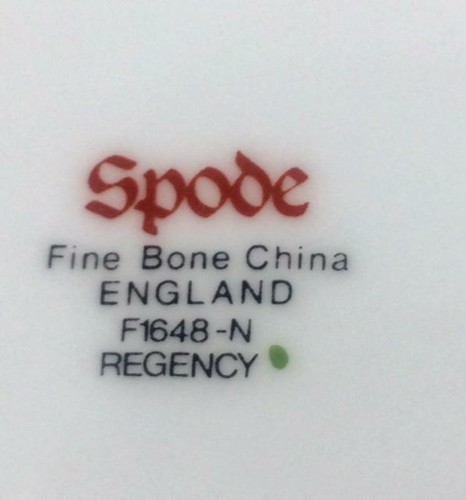 Spode
Fine Bone China
ENGLAND
F1648-N
REGENCY